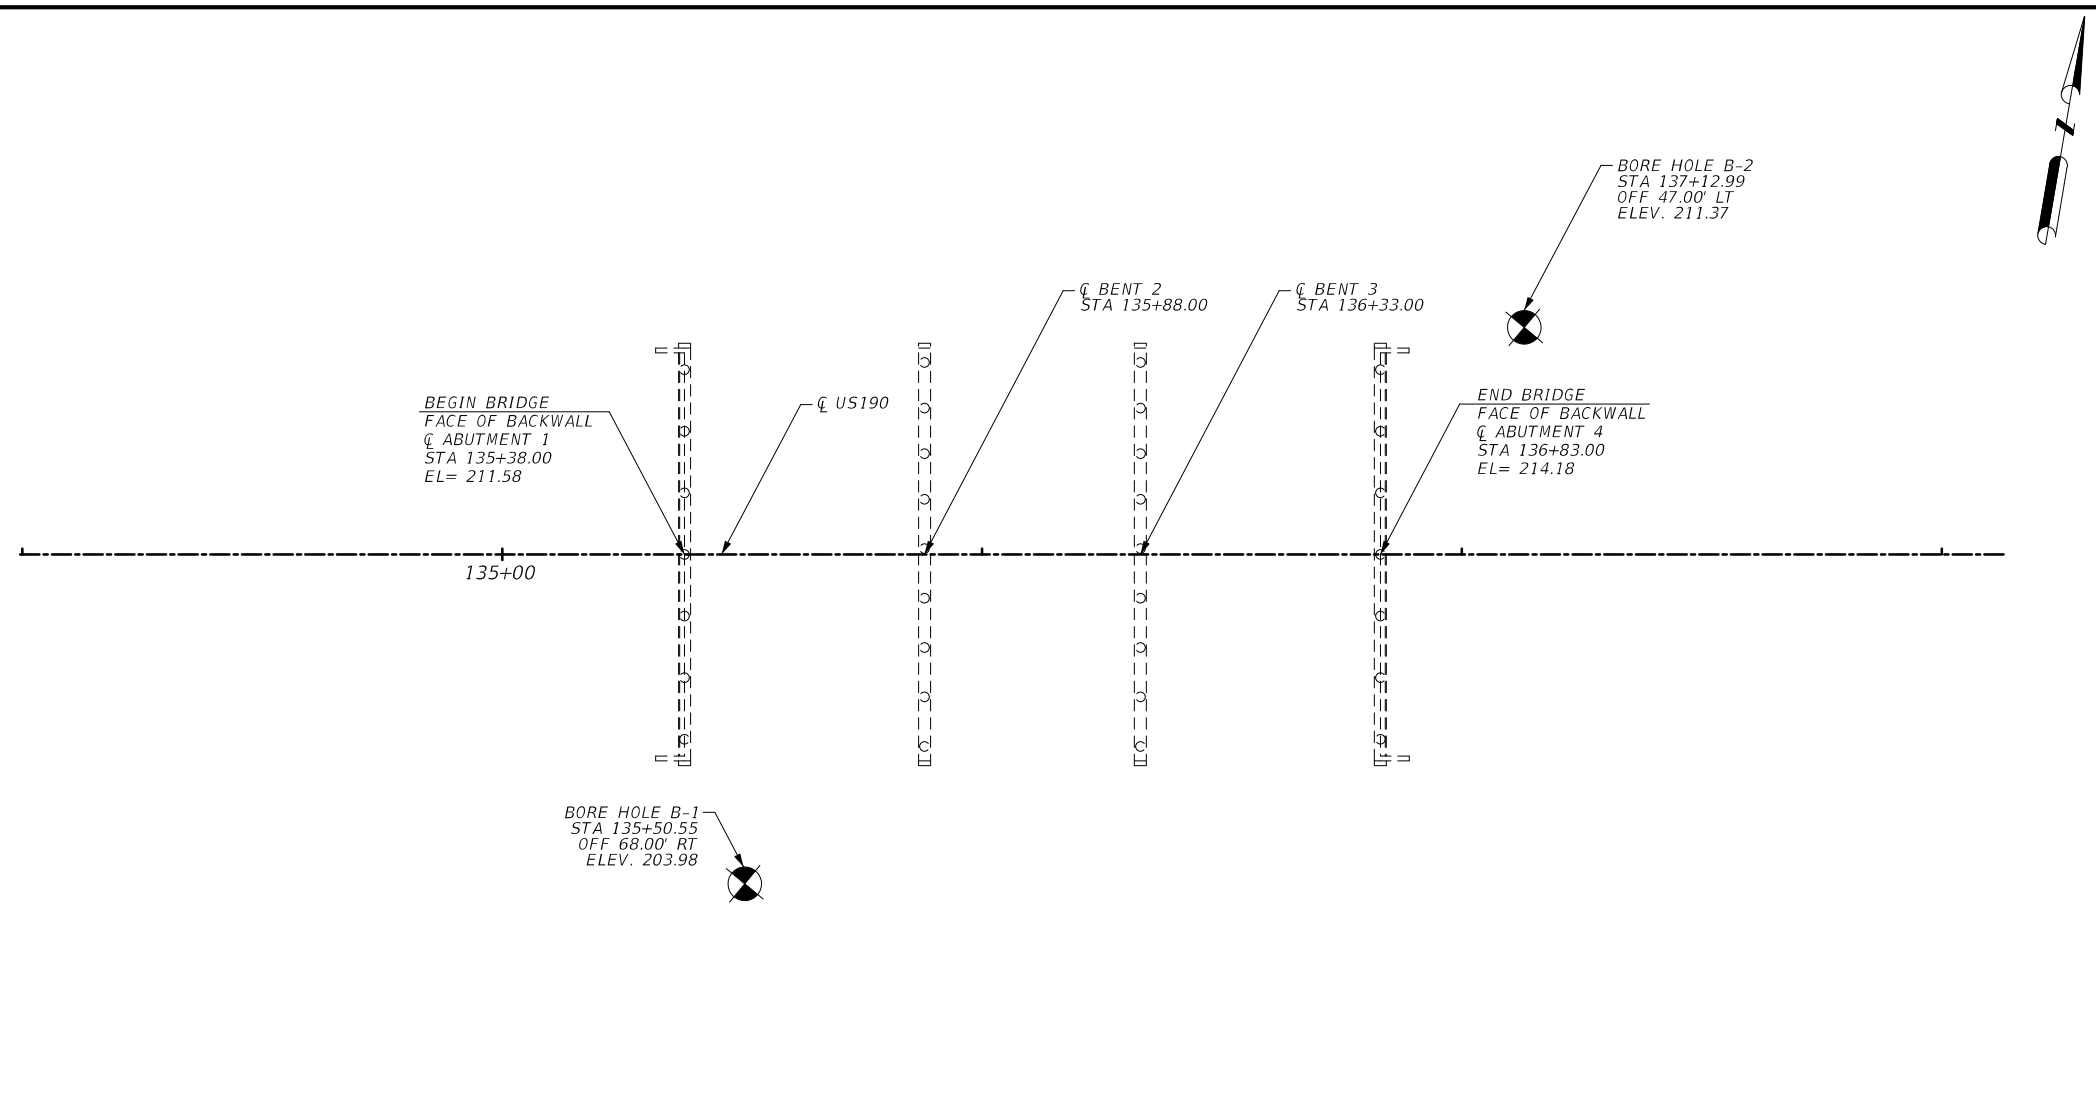 BORE HOLE B-2
STA 137+12.99
OFF 47.00' LT
ELEV. 211.37
℄ BENT 2
STA 135+88.00
℄ BENT 3
STA 136+33.00
BEGIN BRIDGE
FACE OF BACKWALL
℄ ABUTMENT 1
STA 135+38.00
EL= 211.58
℄ US190
END BRIDGE
FACE OF BACKWALL
℄ ABUTMENT 4
STA 136+83.00
EL= 214.18
135+00
BORE HOLE B-1
STA 135+50.55
OFF 68.00' RT
ELEV. 203.98